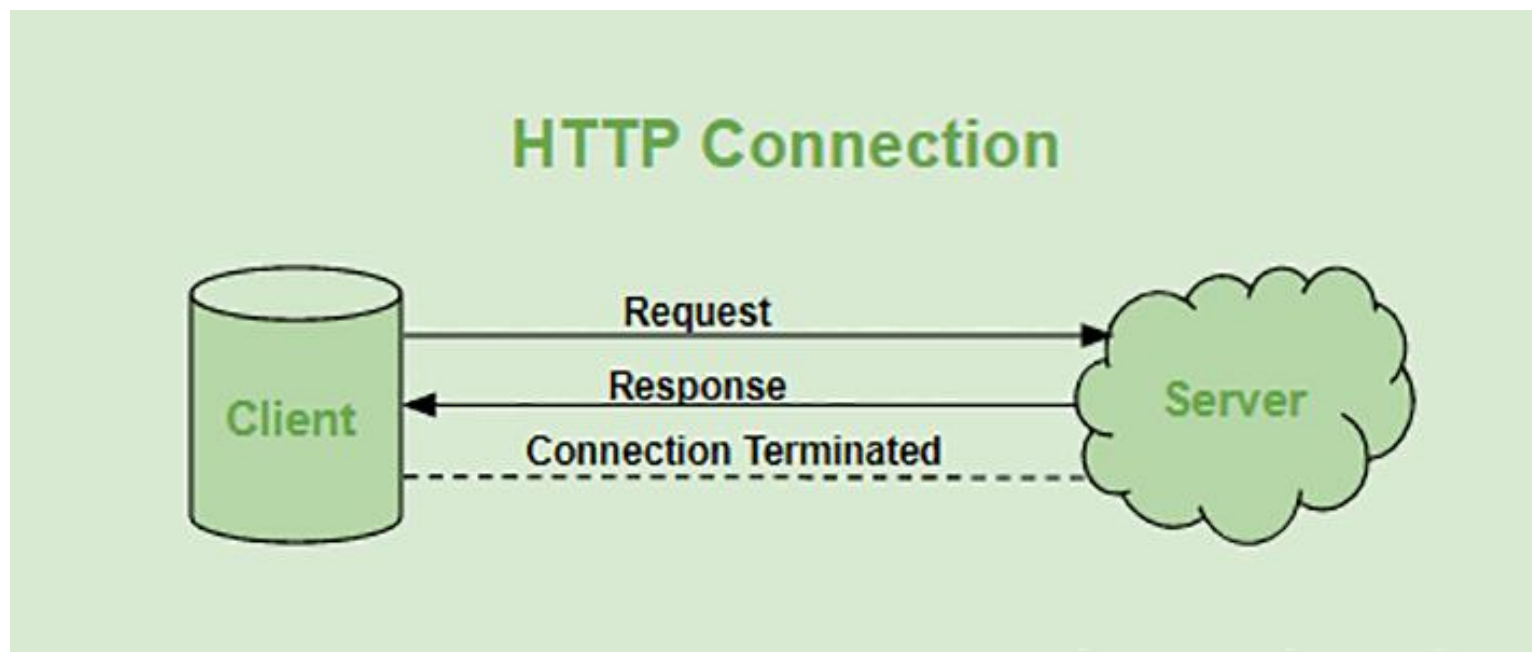 HTTP Connection
Request
Response
Client
Server
Connection Terminated